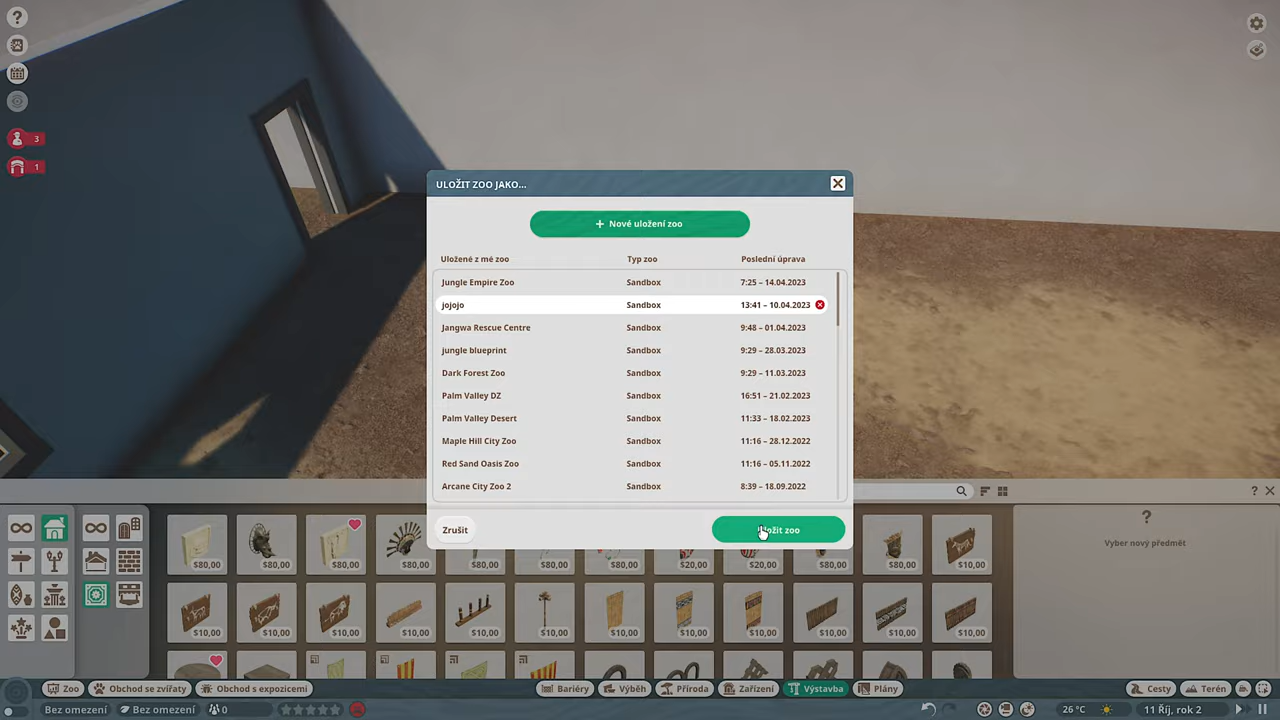 ?
3
1
ULOŽIT ZOO JAKO...
+ Nové uložení zoo
Uložené z mé zoo Typ zoo Poslední úprava
Jungle Empire Zoo Sandbox 7:25 – 14.04.2023
jojojo Sandbox 13:41 – 10.04.2023
Jangwa Rescue Centre Sandbox 9:48 – 01.04.2023
jungle blueprint Sandbox 9:29 – 28.03.2023
Dark Forest Zoo Sandbox 9:29 – 11.03.2023
Palm Valley DZ Sandbox 16:51 – 21.02.2023
Palm Valley Desert Sandbox 11:33 – 18.02.2023
Maple Hill City Zoo Sandbox 11:16 – 28.12.2022
Red Sand Oasis Zoo Sandbox 11:16 – 05.11.2022
Arcane City Zoo 2 Sandbox 8:39 – 18.09.2022
Zrušit Uložit zoo
?
?
Vyber nový předmět
$80,00 $80,00 $80,00 $80,00 $80,00 $80,00 $80,00 $20,00 $20,00 $80,00 $80,00 $10,00
$10,00 $10,00 $10,00 $10,00 $10,00 $10,00 $10,00 $10,00 $10,00 $10,00 $10,00 $10,00
Zoo Obchod se zvířaty Obchod s expozicemi Bariéry Výběh Příroda Zařízení Výstavba Plány Cesty Terén
Bez omezení Bez omezení 0 26 °C 11 Říj, rok 2